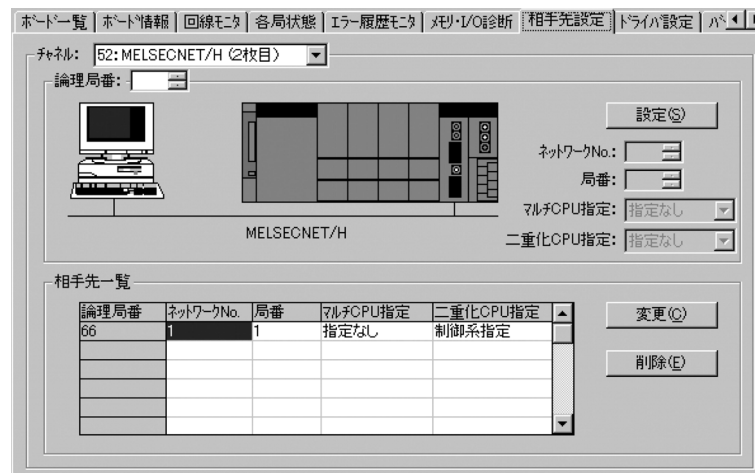 ボード一覧 ボード情報 回線モニタ 各局状態 エラー履歴モニタ メモリ・I/O診断 相手先設定 ドライバ設定 パ
チャネル: 52:MELSECNET/H (2枚目)
論理局番:
設定(S)
ネットワークNo.:
局番:
マルチCPU指定: 指定なし
MELSECNET/H
二重化CPU指定: 指定なし
相手先一覧
論理局番 ネットワークNo. 局番 マルチCPU指定 二重化CPU指定
66 1 1 指定なし 制御系指定
変更(C)
削除(E)